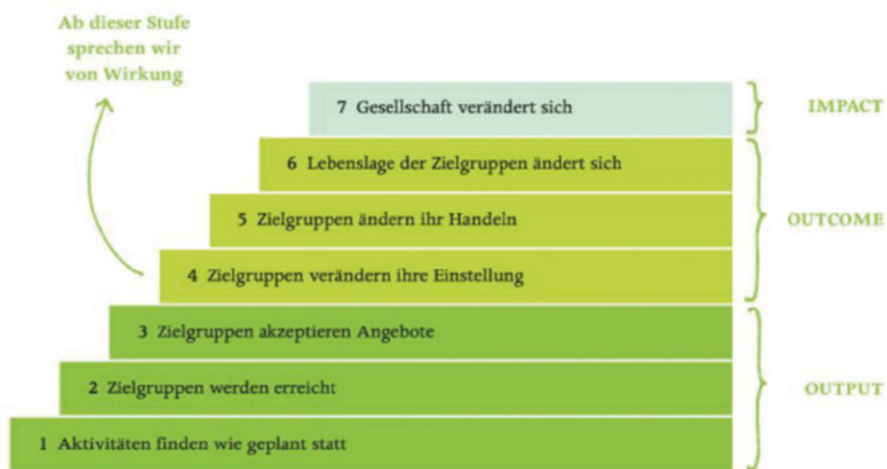 Ab dieser Stufe
sprechen wir
von Wirkung
7 Gesellschaft verändert sich
IMPACT
6 Lebenslage der Zielgruppen ändert sich
5 Zielgruppen ändern ihr Handeln
OUTCOME
4 Zielgruppen verändern ihre Einstellung
3 Zielgruppen akzeptieren Angebote
2 Zielgruppen werden erreicht
OUTPUT
1 Aktivitäten finden wie geplant statt